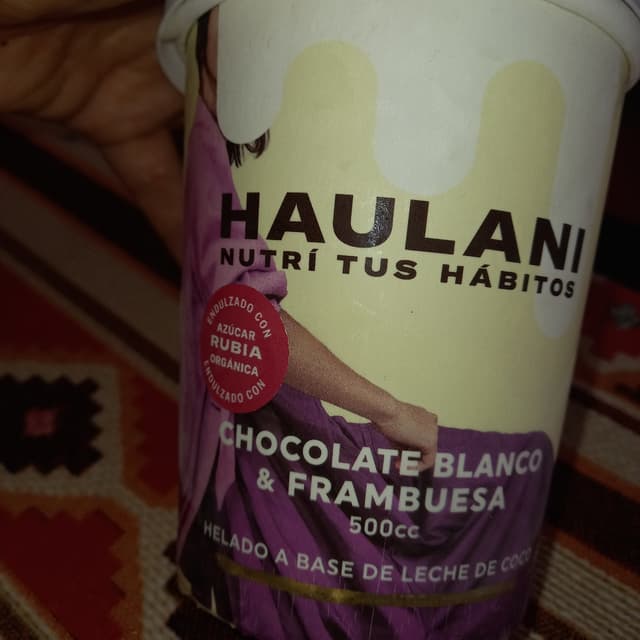 HAULANI
NUTRÍ TUS HÁBITOS
ENDULZADO CON
AZÚCAR
RUBIA
ORGÁNICA
ENDULZADO CON
CHOCOLATE BLANCO
& FRAMBUESA
500cc
HELADO A BASE DE LECHE DE COCO